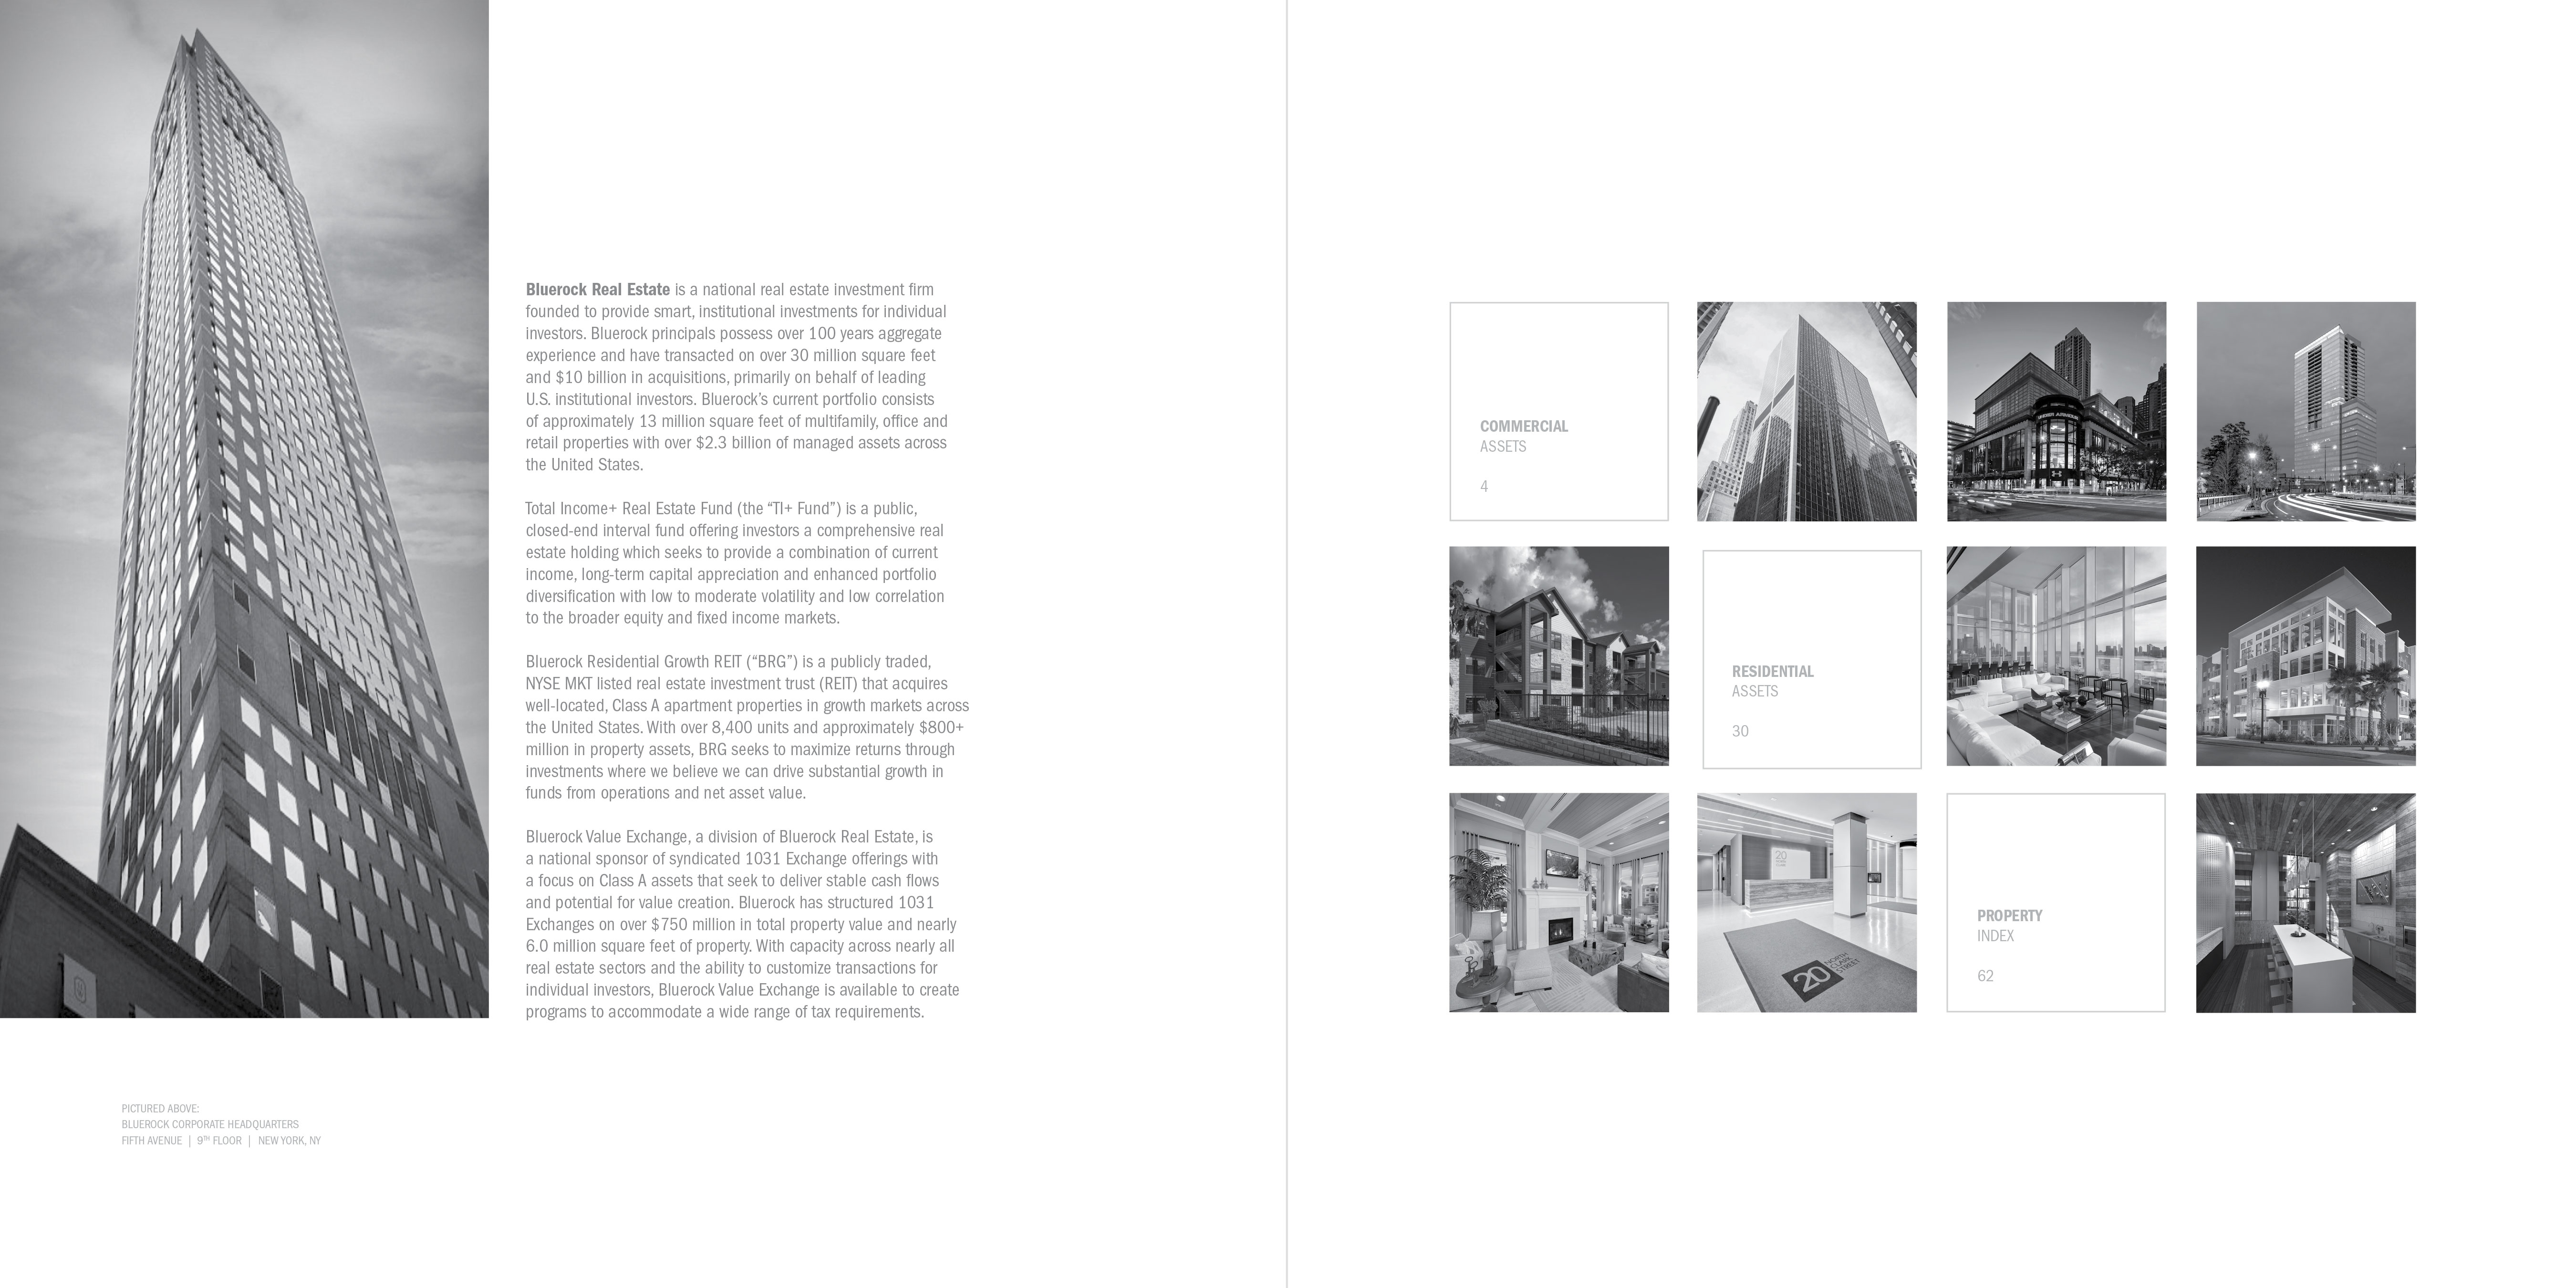 Bluerock Real Estate is a national real estate investment firm
founded to provide smart, institutional investments for individual
investors. Bluerock principals possess over 100 years aggregate
experience and have transacted on over 30 million square feet
and $10 billion in acquisitions, primarily on behalf of leading
U.S. institutional investors. Bluerock’s current portfolio consists
of approximately 13 million square feet of multifamily, office and
retail properties with over $2.3 billion of managed assets across
the United States.
Total Income+ Real Estate Fund (the “TI+ Fund”) is a public,
closed-end interval fund offering investors a comprehensive real
estate holding which seeks to provide a combination of current
income, long-term capital appreciation and enhanced portfolio
diversification with low to moderate volatility and low correlation
to the broader equity and fixed income markets.
Bluerock Residential Growth REIT (“BRG”) is a publicly traded,
NYSE MKT listed real estate investment trust (REIT) that acquires
well-located, Class A apartment properties in growth markets across
the United States. With over 8,400 units and approximately $800+
million in property assets, BRG seeks to maximize returns through
investments where we believe we can drive substantial growth in
funds from operations and net asset value.
Bluerock Value Exchange, a division of Bluerock Real Estate, is
a national sponsor of syndicated 1031 Exchange offerings with
a focus on Class A assets that seek to deliver stable cash flows
and potential for value creation. Bluerock has structured 1031
Exchanges on over $750 million in total property value and nearly
6.0 million square feet of property. With capacity across nearly all
real estate sectors and the ability to customize transactions for
individual investors, Bluerock Value Exchange is available to create
programs to accommodate a wide range of tax requirements.
PICTURED ABOVE:
BLUEROCK CORPORATE HEADQUARTERS
FIFTH AVENUE | 9TH FLOOR | NEW YORK, NY
COMMERCIAL
ASSETS
4
UNDER ARMOUR
RESIDENTIAL
ASSETS
30
20
20
NORTH
CLARK
STREET
PROPERTY
INDEX
62